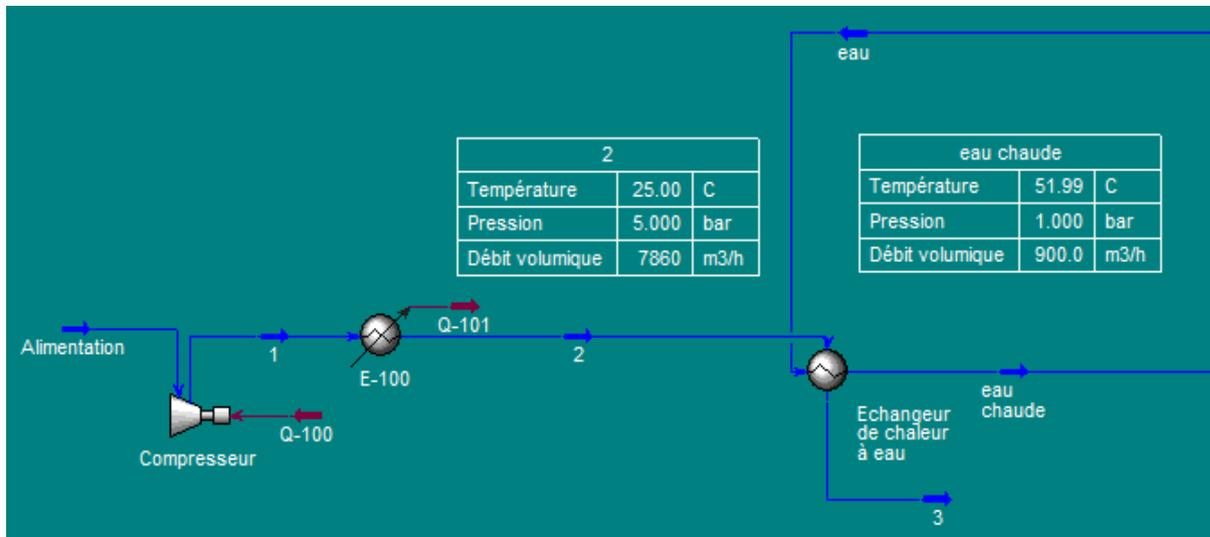 eau
2
Température 25.00 C
Pression 5.000 bar
Débit volumique 7860 m3/h
eau chaude
Température 51.99 C
Pression 1.000 bar
Débit volumique 900.0 m3/h
Alimentation
1
Q-101
2
E-100
eau
chaude
Q-100
Compresseur
Echangeur
de chaleur
à eau
3